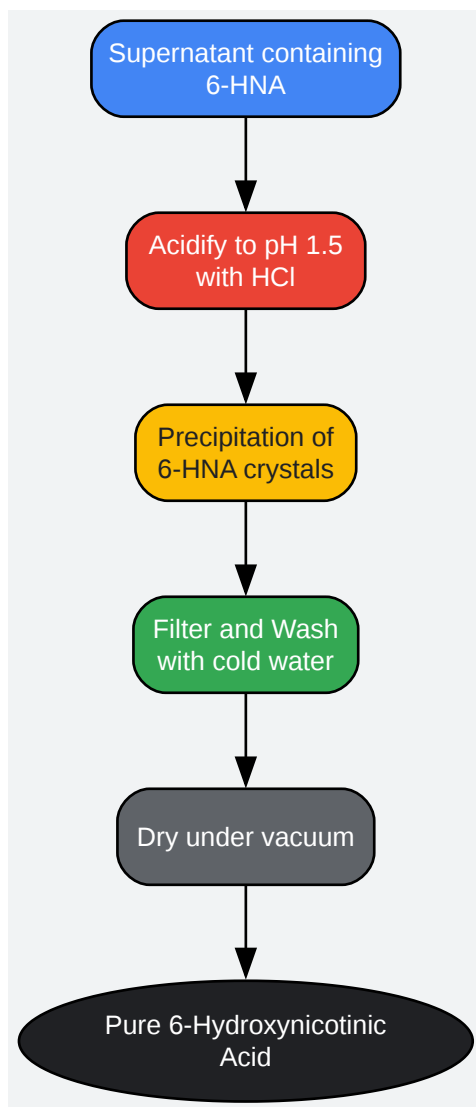 Supernatant containing
6-HNA
Acidify to pH 1.5
with HCl
Precipitation of
6-HNA crystals
Filter and Wash
with cold water
Dry under vacuum
Pure 6-Hydroxynicotinic
Acid